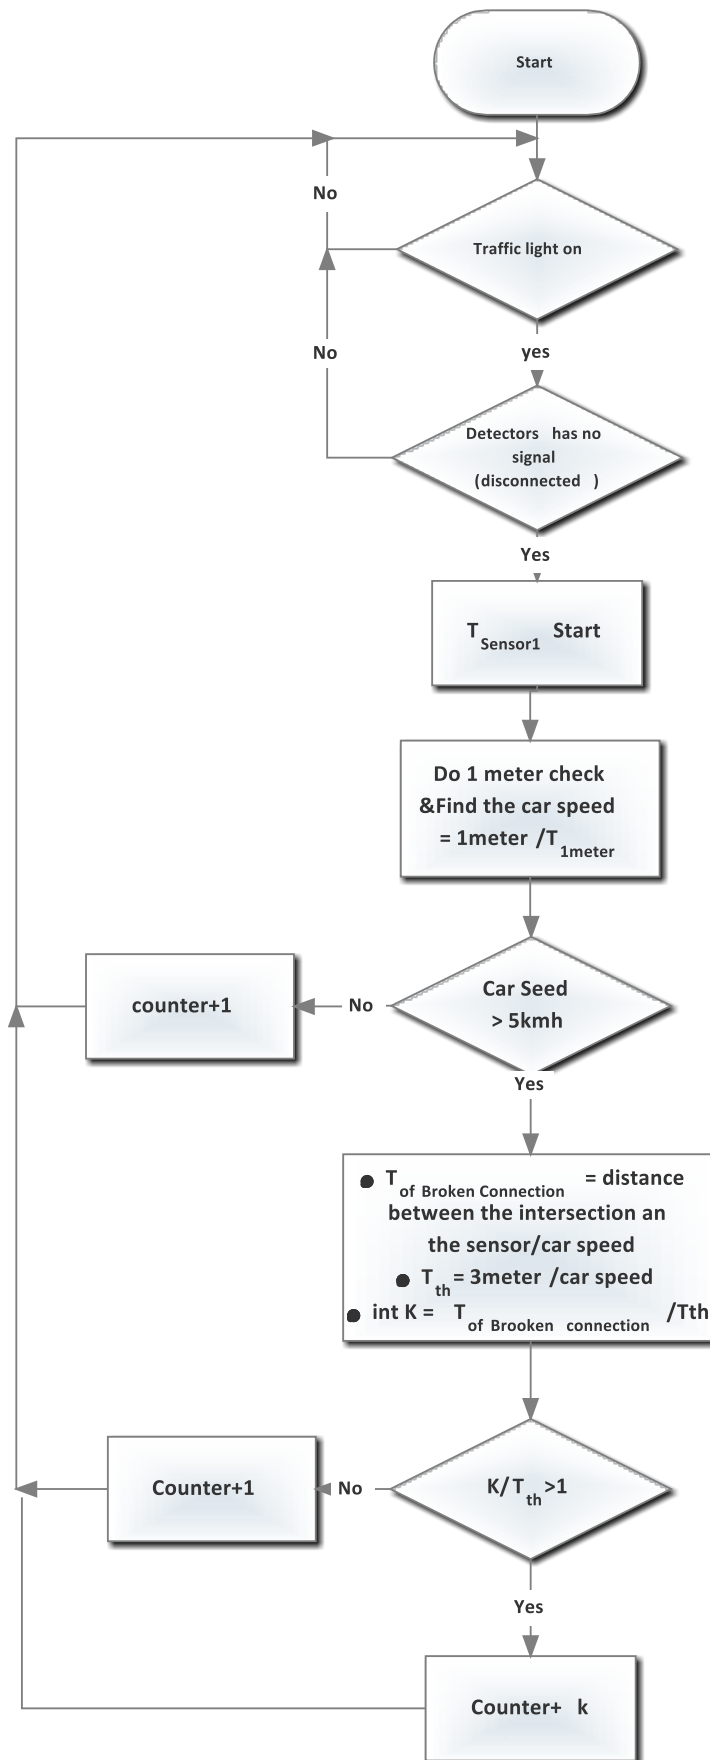 Start
No
Traffic light on
No
yes
Detectors has no
signal
(disconnected )
Yes
T Sensor1 Start
Do 1 meter check
&Find the car speed
= 1meter /T 1meter
counter+1
No
Car Seed
> 5kmh
Yes
● T of Broken Connection = distance
between the intersection an
the sensor/car speed
● T th = 3meter /car speed
● int K = T of Brooken connection /Tth
Counter+1
No
K/ T th >1
Yes
Counter+ k